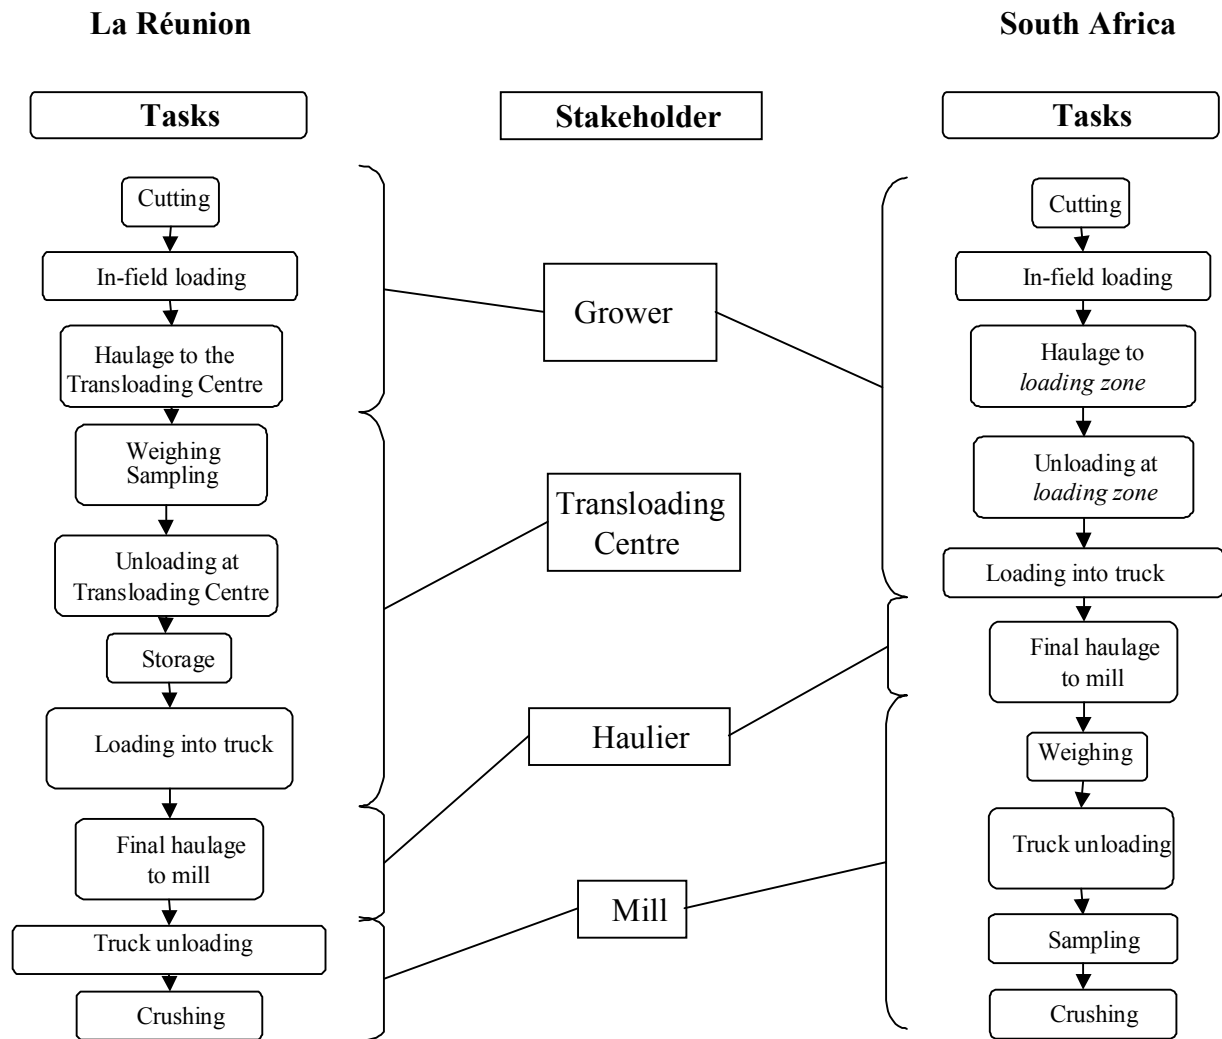 La Réunion
South Africa
Tasks
Stakeholder
Tasks
Cutting
In-field loading
Haulage to the
Transloading Centre
Weighing
Sampling
Unloading at
Transloading Centre
Storage
Loading into truck
Final haulage
to mill
Truck unloading
Crushing
Grower
Transloading
Centre
Haulier
Mill
Cutting
In-field loading
Haulage to
loading zone
Unloading at
loading zone
Loading into truck
Final haulage
to mill
Weighing
Truck unloading
Sampling
Crushing